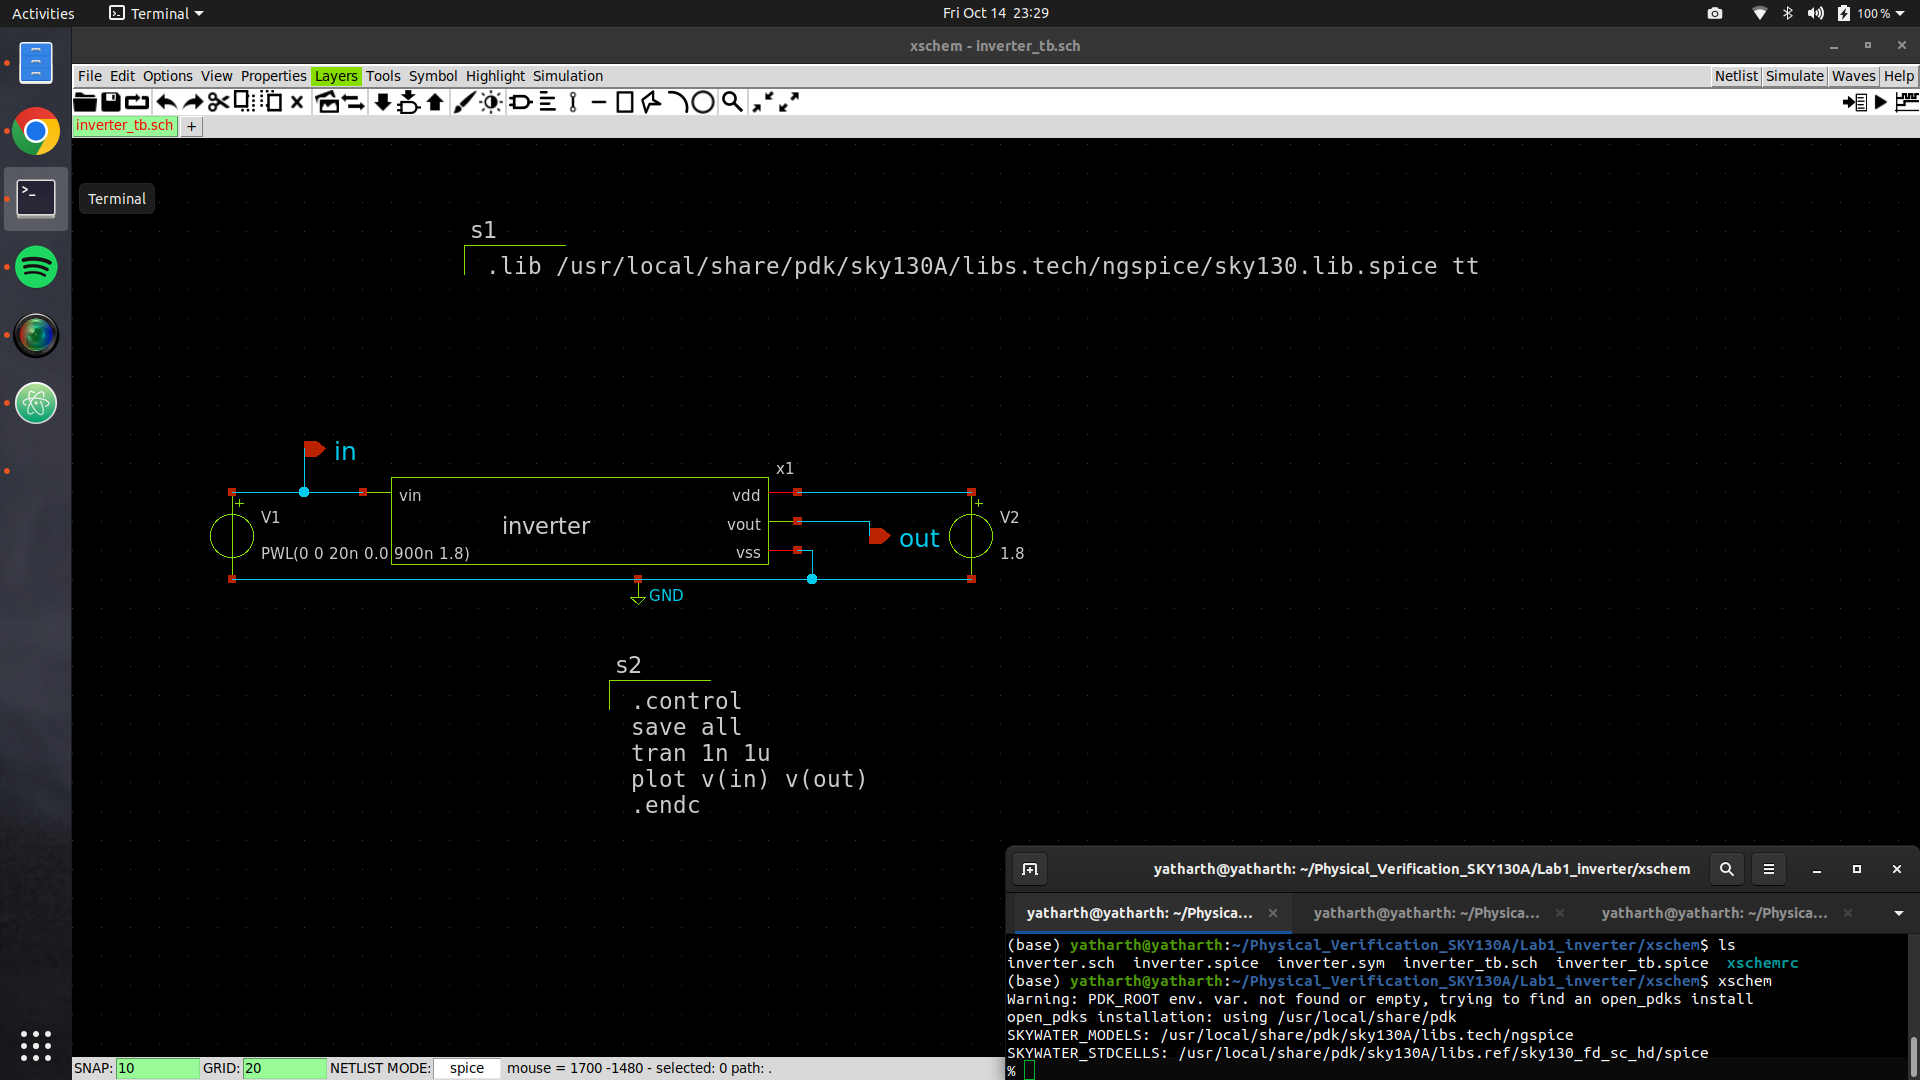 Activities
Terminal
Fri Oct 14 23:29
100 %
xschem - inverter_tb.sch
File Edit Options View Properties Layers Tools Symbol Highlight Simulation
Netlist Simulate Waves Help
inverter_tb.sch +
Terminal
s1
.lib /usr/local/share/pdk/sky130A/libs.tech/ngspice/sky130.lib.spice tt
in
x1
vin
vdd
V1
inverter
vout
V2
out
PWL(0 0 20n 0.0 900n 1.8)
vss
1.8
GND
s2
.control
save all
tran 1n 1u
plot v(in) v(out)
.endc
yatharth@yatharth: ~/Physical_Verification_SKY130A/Lab1_inverter/xschem
yatharth@yatharth: ~/Physica...
yatharth@yatharth: ~/Physica...
yatharth@yatharth: ~/Physica...
(base) yatharth@yatharth:~/Physical_Verification_SKY130A/Lab1_inverter/xschem$ ls
inverter.sch inverter.spice inverter.sym inverter_tb.sch inverter_tb.spice xschemrc
(base) yatharth@yatharth:~/Physical_Verification_SKY130A/Lab1_inverter/xschem$ xschem
Warning: PDK_ROOT env. var. not found or empty, trying to find an open_pdks install
open_pdks installation: using /usr/local/share/pdk
SKYWATER_MODELS: /usr/local/share/pdk/sky130A/libs.tech/ngspice
SKYWATER_STDCELLS: /usr/local/share/pdk/sky130A/libs.ref/sky130_fd_sc_hd/spice
%
SNAP: 10 GRID: 20 NETLIST MODE: spice mouse = 1700 -1480 - selected: 0 path: .